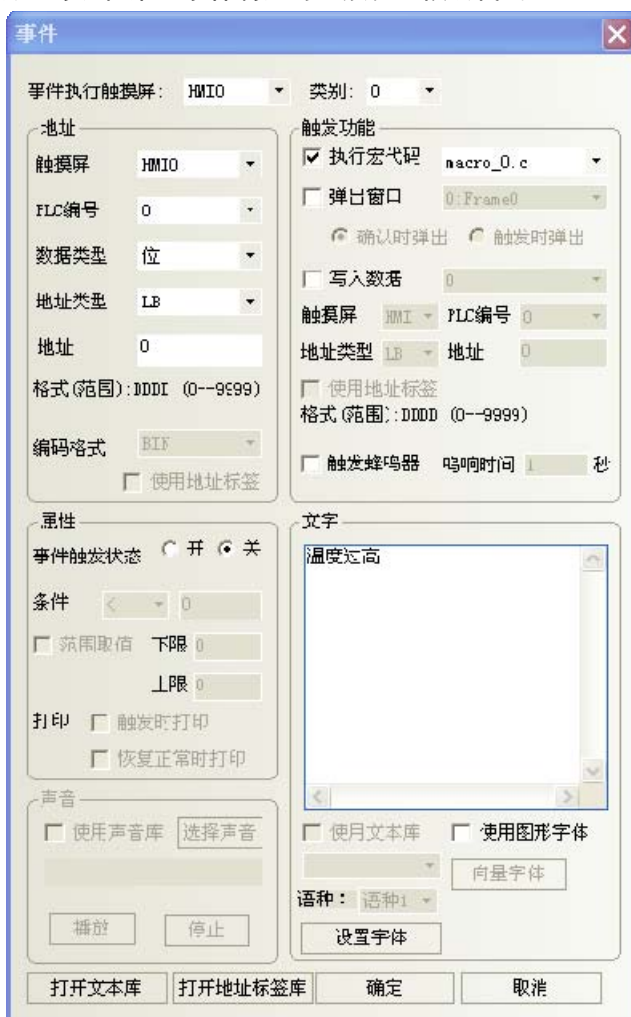 事件
事件执行触摸屏: HMI0 类别: 0
地址
触摸屏 HMI0
PLC编号 0
数据类型 位
地址类型 LB
地址 0
格式(范围):DDDD (0--9999)
编码格式 BIN
使用地址标签
触发功能
执行宏代码 macro_0.c
弹出窗口 0:Frame0
确认时弹出 触发时弹出
写入数据 0
触摸屏 HMI PLC编号 0
地址类型 LB 地址 0
使用地址标签
格式(范围):DDDD (0--9999)
触发蜂鸣器 鸣响时间 1 秒
属性
事件触发状态 开 关
条件 < 0
范围取值 下限 0
上限 0
打印 触发时打印
恢复正常时打印
文字
温度过高
使用文本库 使用图形字体
向量字体
语种: 语种1
设置字体
声音
使用声音库 选择声音
播放 停止
打开文本库 打开地址标签库 确定 取消